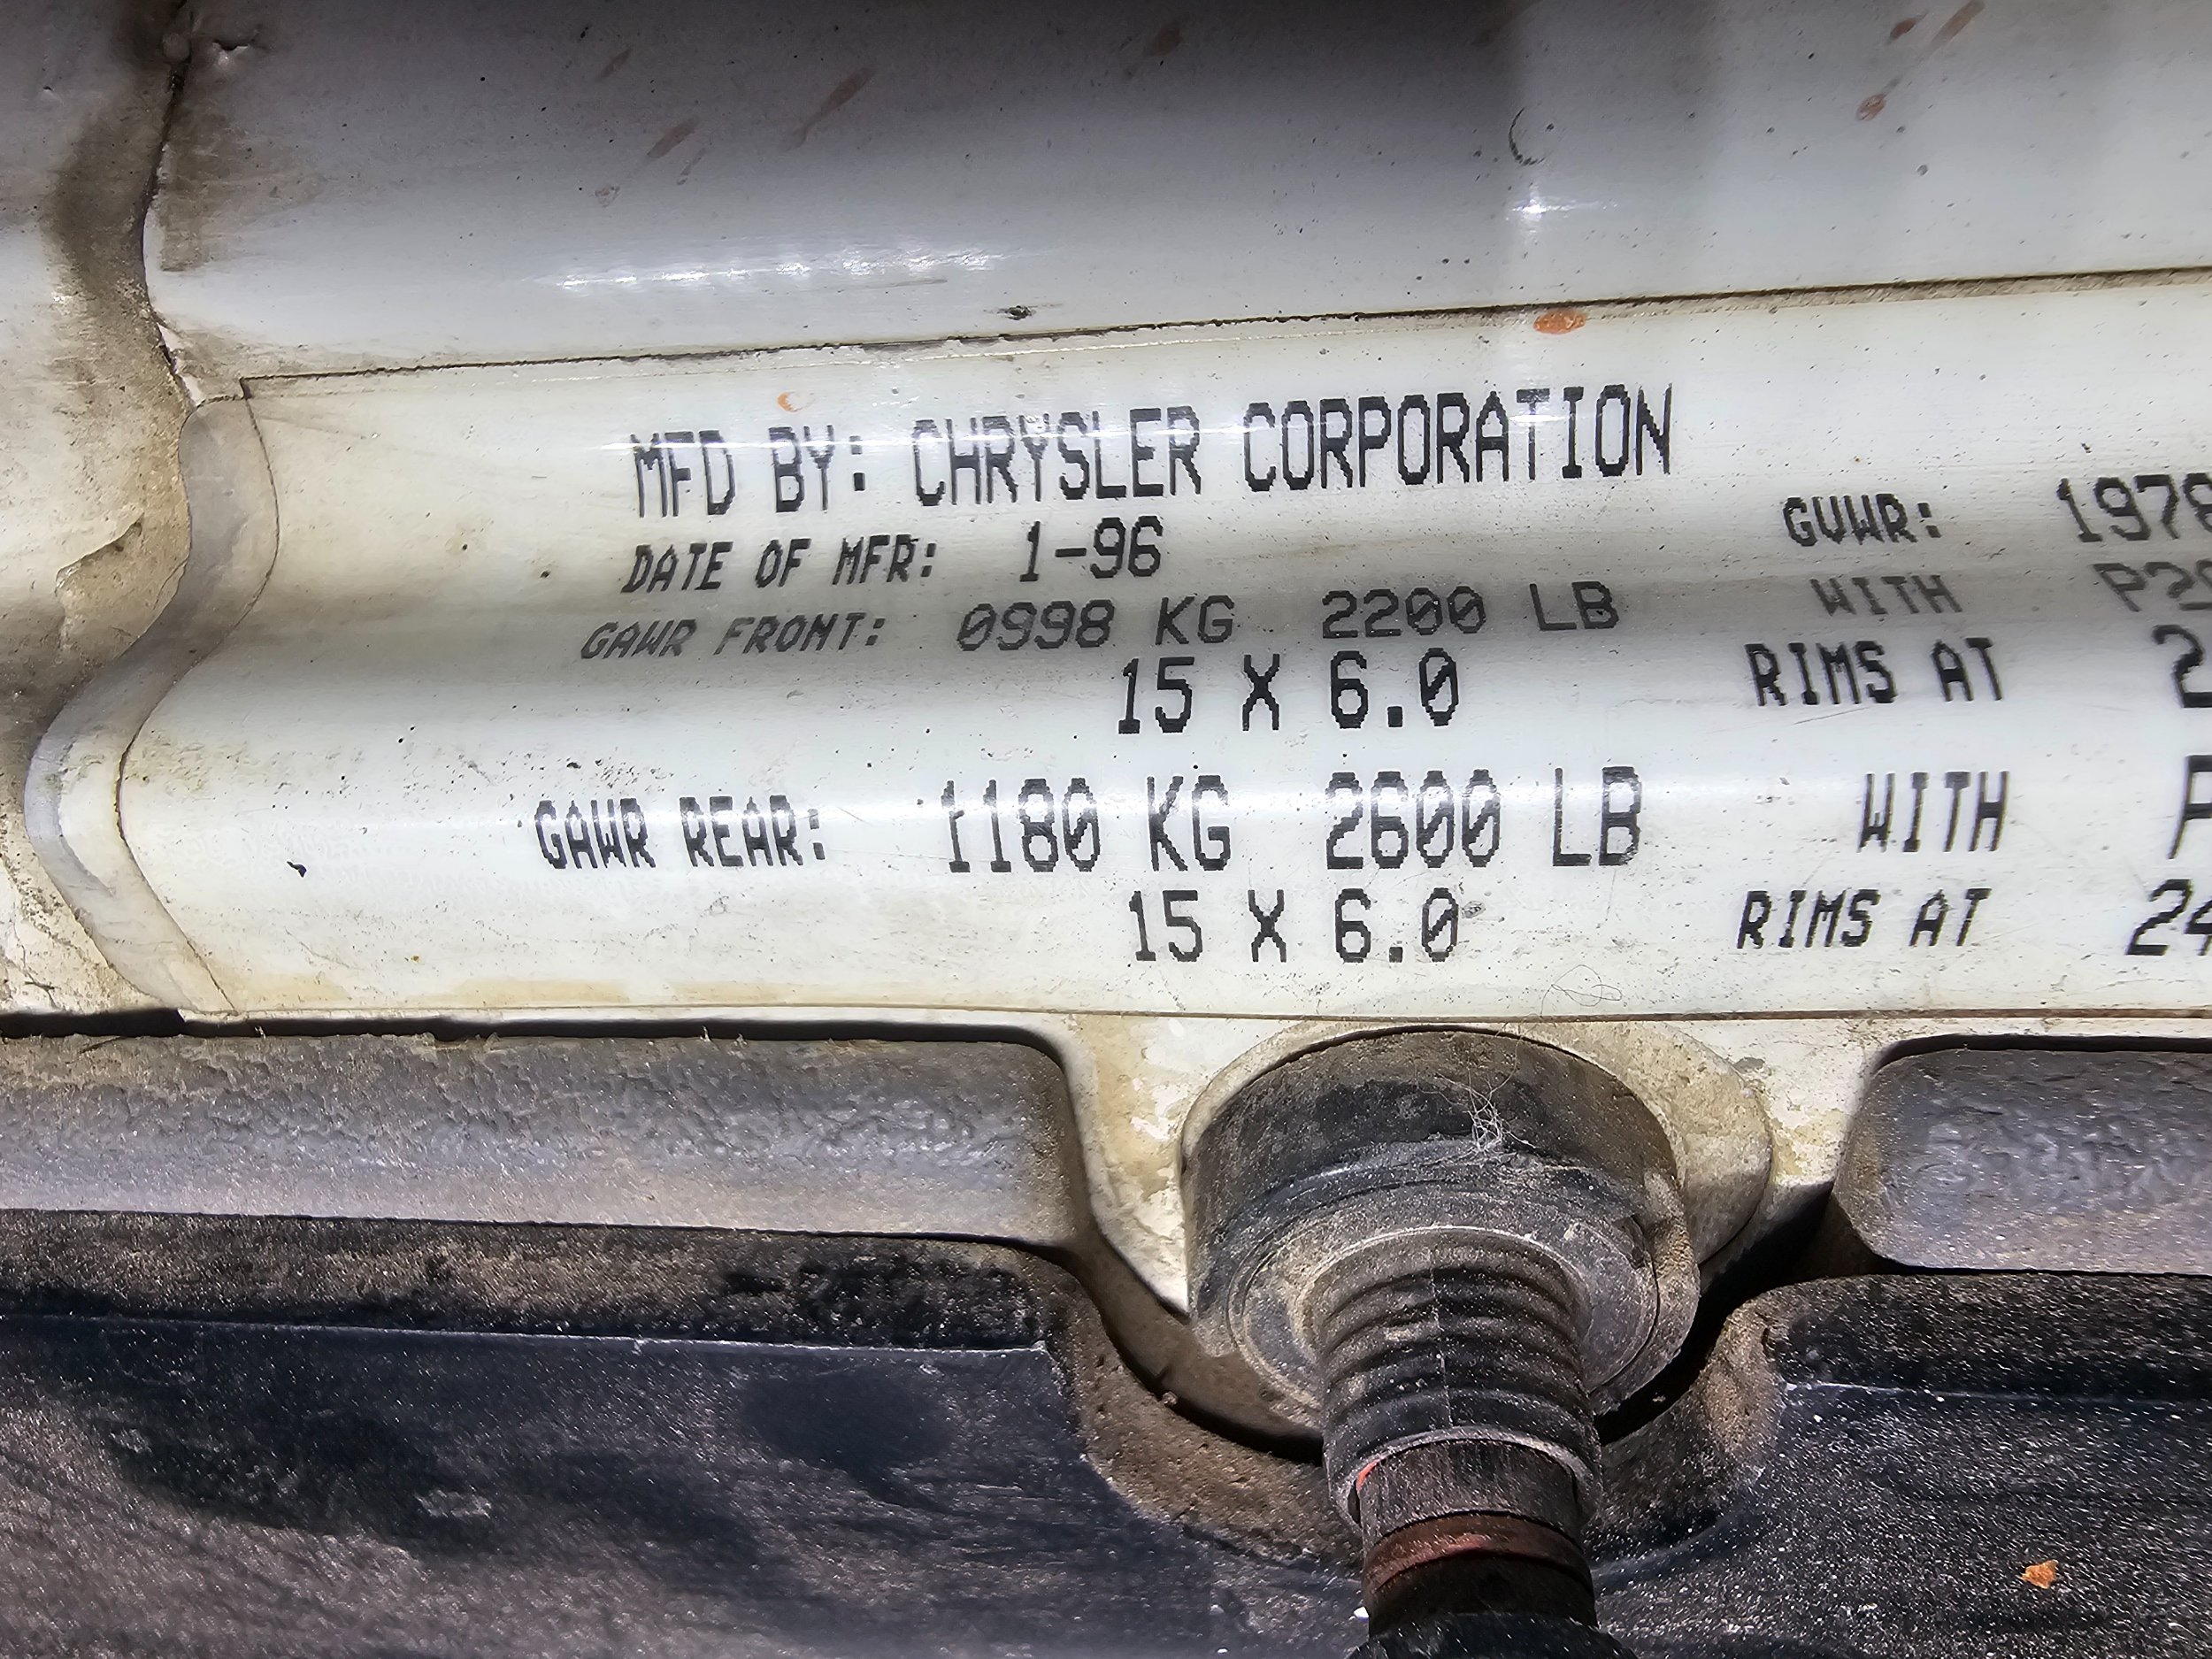 MFD BY: CHRYSLER CORPORATION
DATE OF MFR: 1-96 GVWR:
GAWR FRONT: 0998 KG 2200 LB WITH
15 X 6.0 RIMS AT
GAWR REAR: 1180 KG 2600 LB WITH
15 X 6.0 RIMS AT